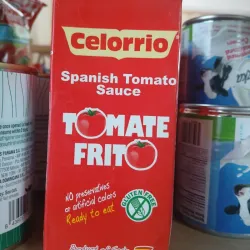 Celorrio
Spanish Tomato
Sauce
TOMATE
FRITO
NO preservatives
or artificial colors
Ready to eat
GLUTEN FREE